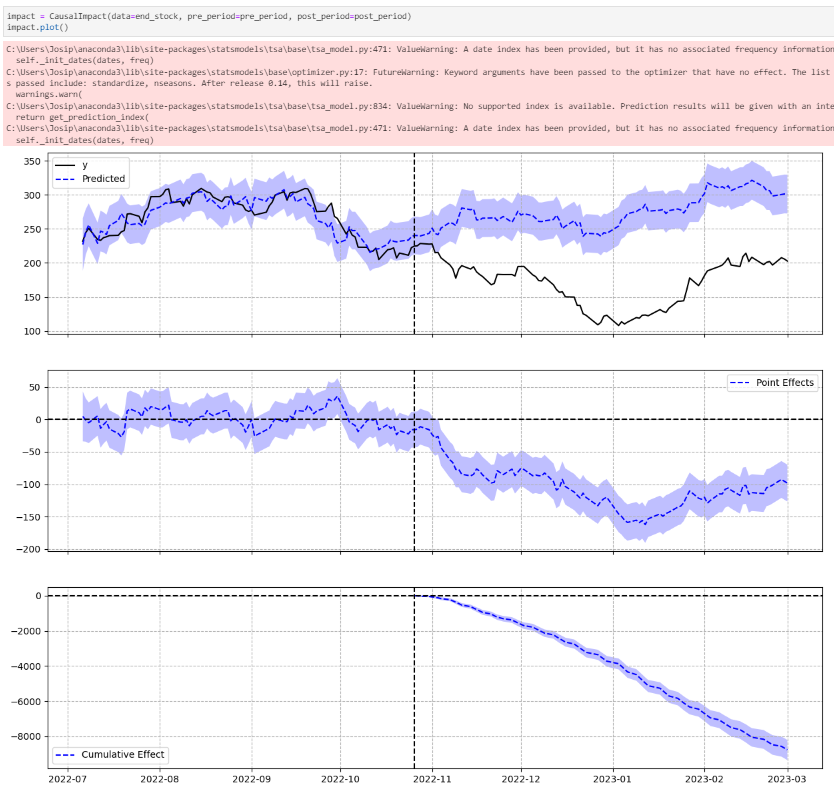 impact = CausalImpact(data=end_stock, pre_period=pre_period, post_period=post_period)
impact.plot()
C:\Users\Josip\anaconda3\lib\site-packages\statsmodels\tsa\base\tsa_model.py:471: ValueWarning: A date index has been provided, but it has no associated frequency information
self._init_dates(dates, freq)
C:\Users\Josip\anaconda3\lib\site-packages\statsmodels\base\optimizer.py:17: FutureWarning: Keyword arguments have been passed to the optimizer that have no effect. The list
s passed include: standardize, nseasons. After release 0.14, this will raise.
warnings.warn(
C:\Users\Josip\anaconda3\lib\site-packages\statsmodels\tsa\base\tsa_model.py:834: ValueWarning: No supported index is available. Prediction results will be given with an inte
return get_prediction_index(
C:\Users\Josip\anaconda3\lib\site-packages\statsmodels\tsa\base\tsa_model.py:471: ValueWarning: A date index has been provided, but it has no associated frequency information
self._init_dates(dates, freq)
350
y
Predicted
300
250
200
150
100
Point Effects
50
0
−50
−100
−150
−200
0
−2000
−4000
−6000
−8000
Cumulative Effect
2022-07 2022-08 2022-09 2022-10 2022-11 2022-12 2023-01 2023-02 2023-03